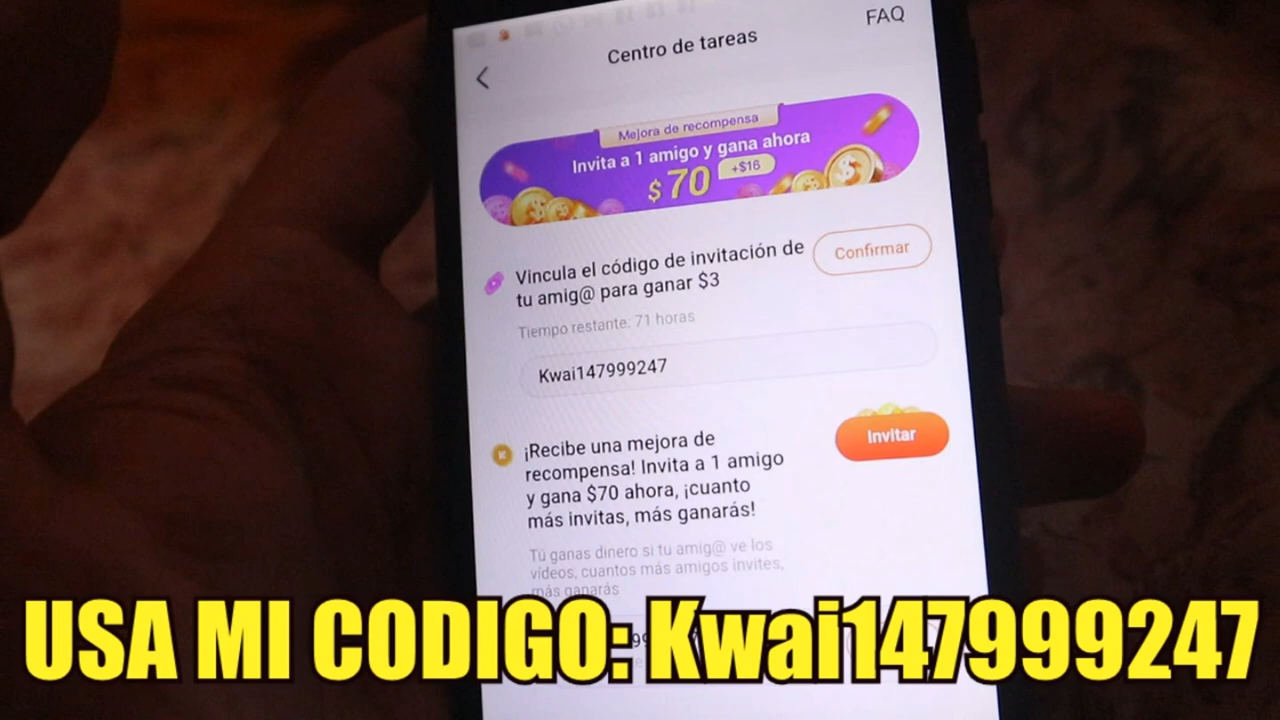 FAQ
Centro de tareas
Mejora de recompensa
Invita a 1 amigo y gana ahora
$70 +$16
Vincula el código de invitación de
tu amig@ para ganar $3
Confirmar
Tiempo restante: 71 horas
Kwai147999247
¡Recibe una mejora de
recompensa! Invita a 1 amigo
y gana $70 ahora, ¡cuanto
más invitas, más ganarás!
Invitar
Tú ganas dinero si tu amig@ ve los
vídeos, cuantos más amigos invites,
más ganarás
USA MI CODIGO: Kwai147999247